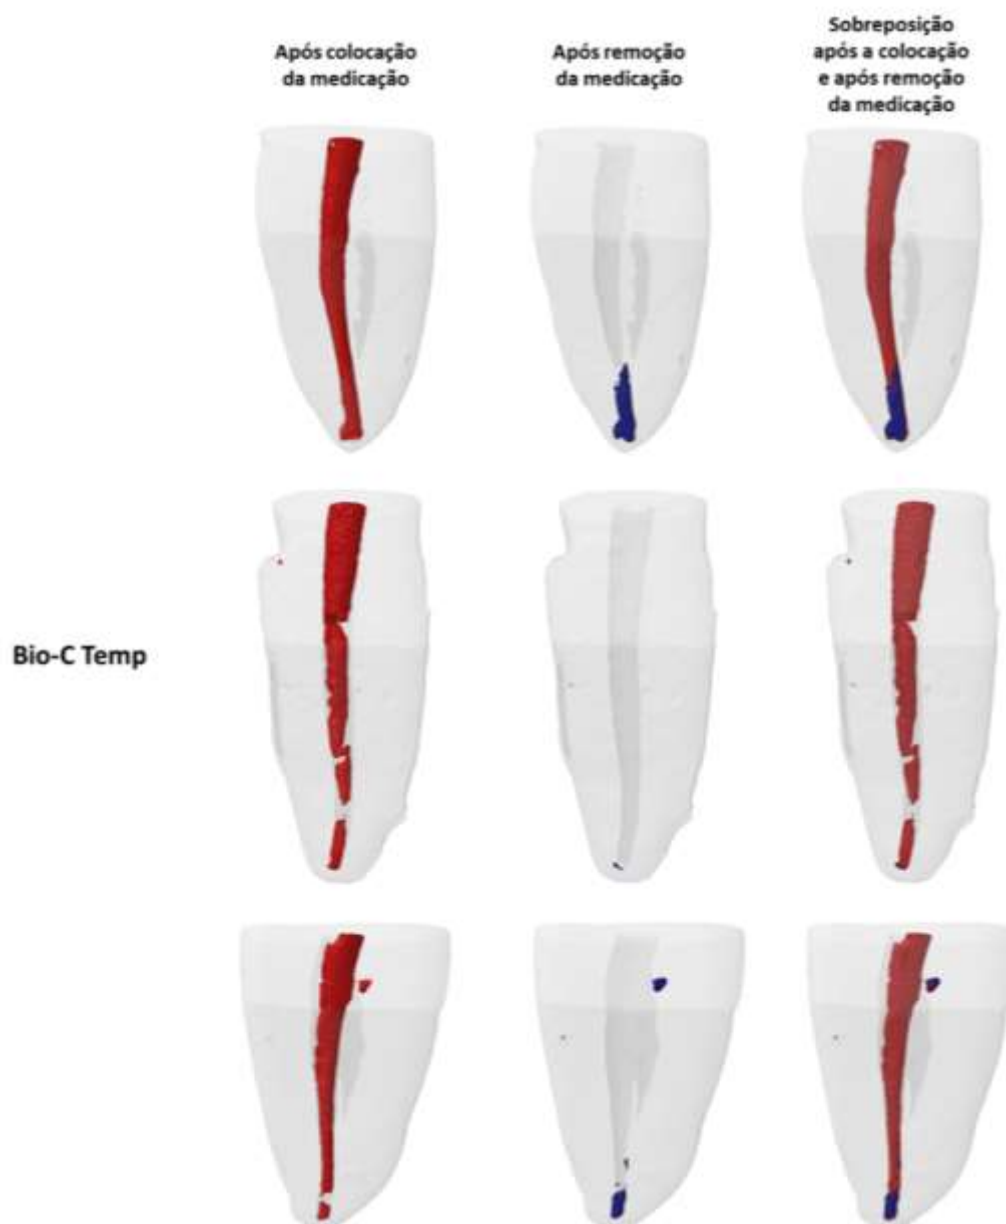 Após colocação
da medicação
Após remoção
da medicação
Sobreposição
após a colocação
e após remoção
da medicação
Bio-C Temp